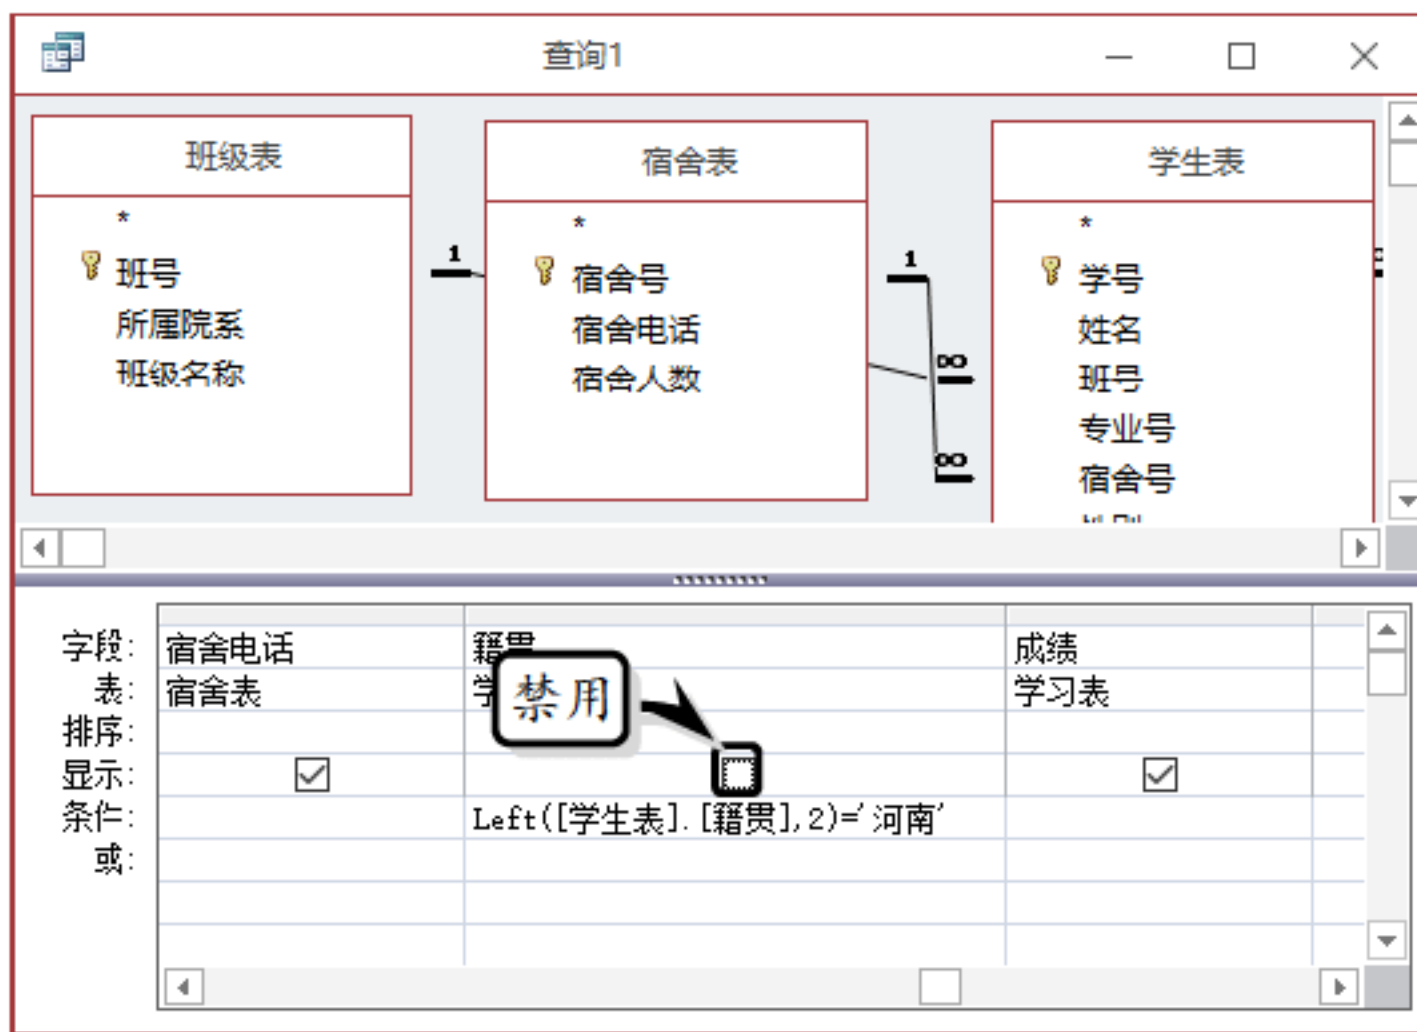 查询1
班级表
*
班号
所属院系
班级名称
1
宿舍表
*
宿舍号
宿舍电话
宿舍人数
1
∞
∞
学生表
*
学号
姓名
班号
专业号
宿舍号
字段: 宿舍电话 籍贯 成绩
表: 宿舍表 学 学习表
禁用
排序:
显示:
条件: Left([学生表].[籍贯],2)='河南'
或: